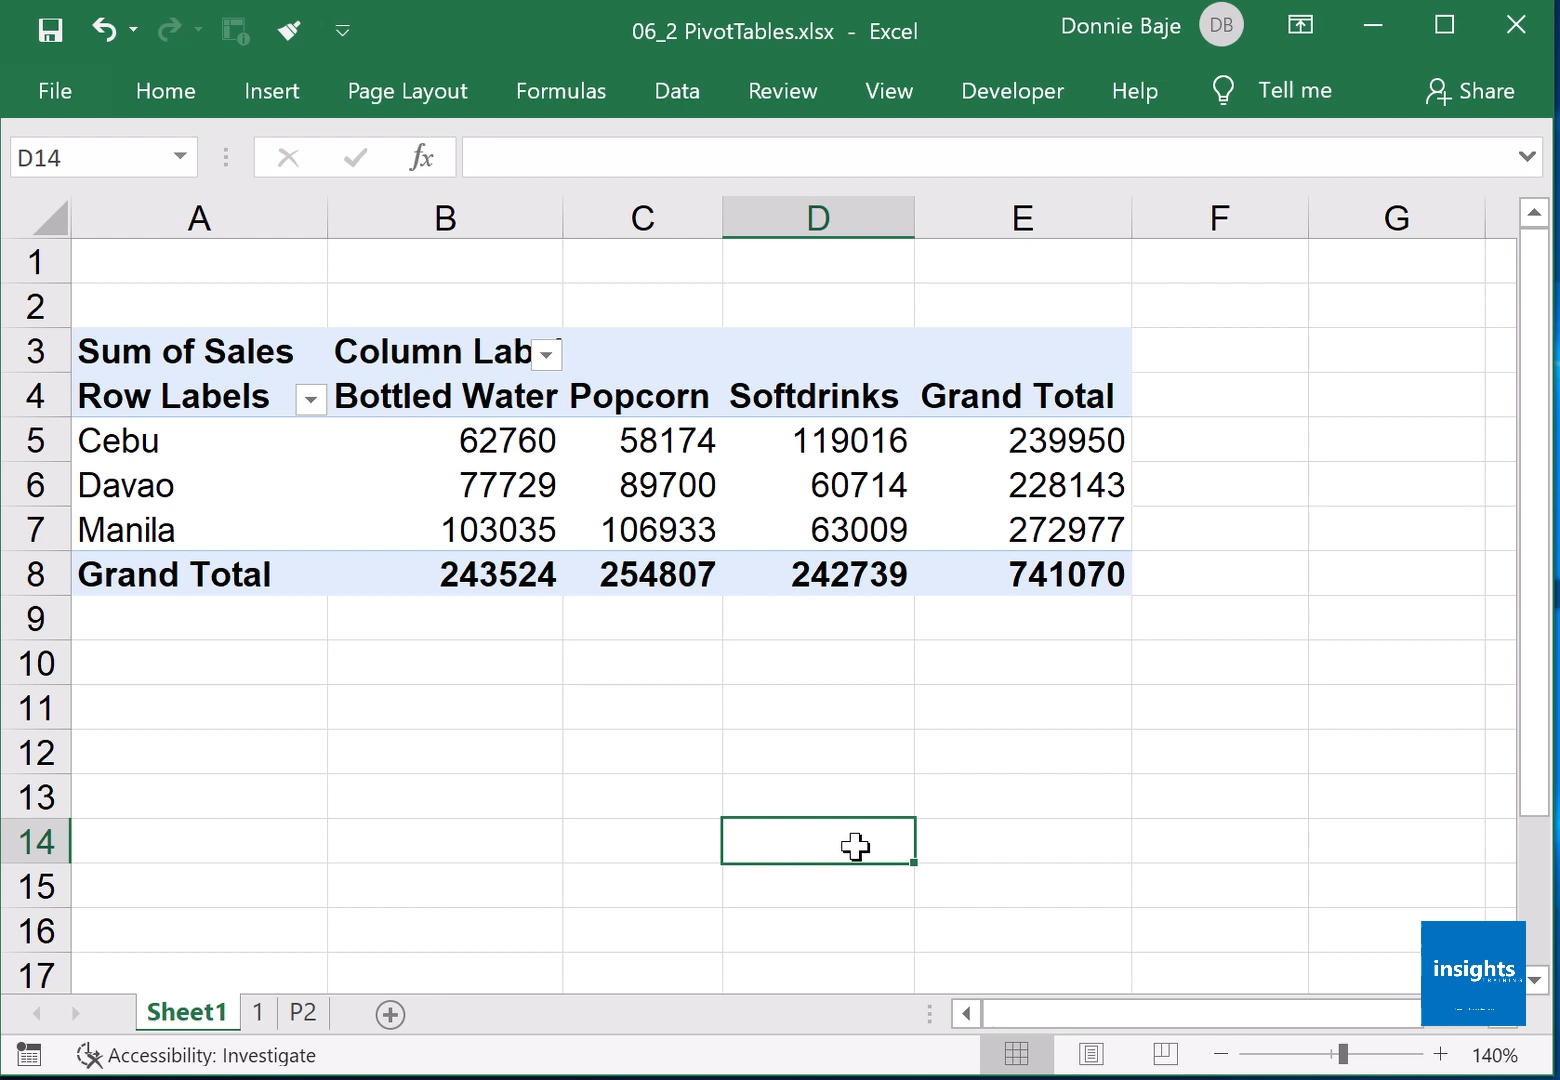 06_2 PivotTables.xlsx - Excel
Donnie Baje DB
File Home Insert Page Layout Formulas Data Review View Developer Help Tell me Share
D14 fx
A B C D E F G
1
2
3 Sum of Sales Column Lab
4 Row Labels Bottled Water Popcorn Softdrinks Grand Total
5 Cebu 62760 58174 119016 239950
6 Davao 77729 89700 60714 228143
7 Manila 103035 106933 63009 272977
8 Grand Total 243524 254807 242739 741070
9
10
11
12
13
14
15
16
17
insights
TRAINING
Sheet1 1 P2
Accessibility: Investigate 140%